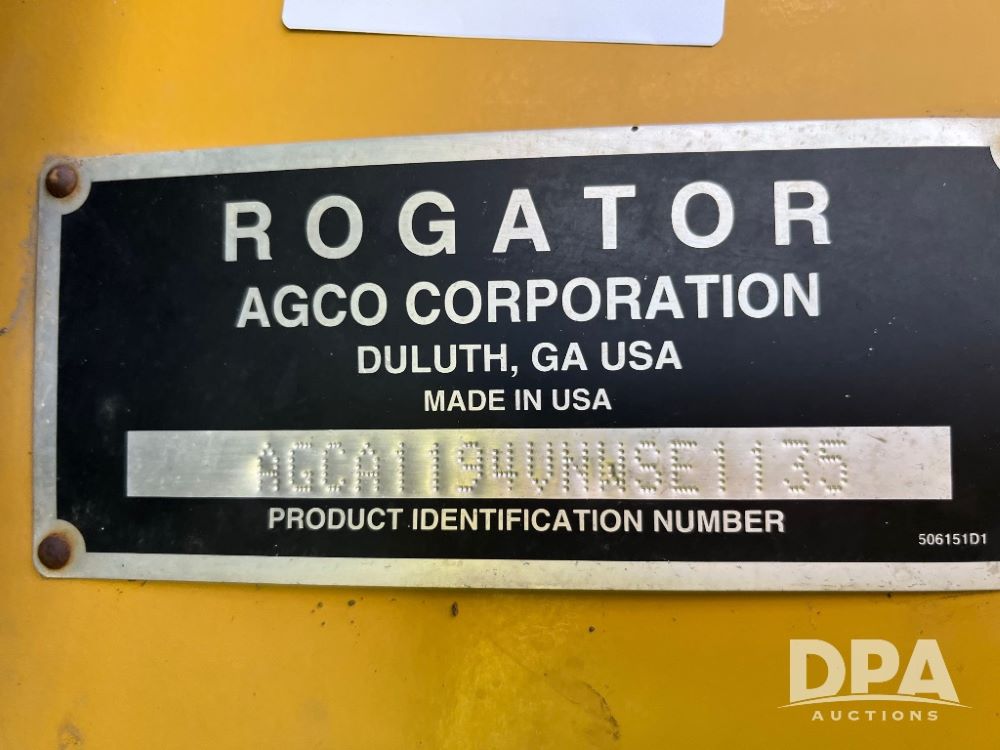 ROGATOR
AGCO CORPORATION
DULUTH, GA USA
MADE IN USA
AGCA1194VNWSE1135
PRODUCT IDENTIFICATION NUMBER
506151D1
DPA
AUCTIONS